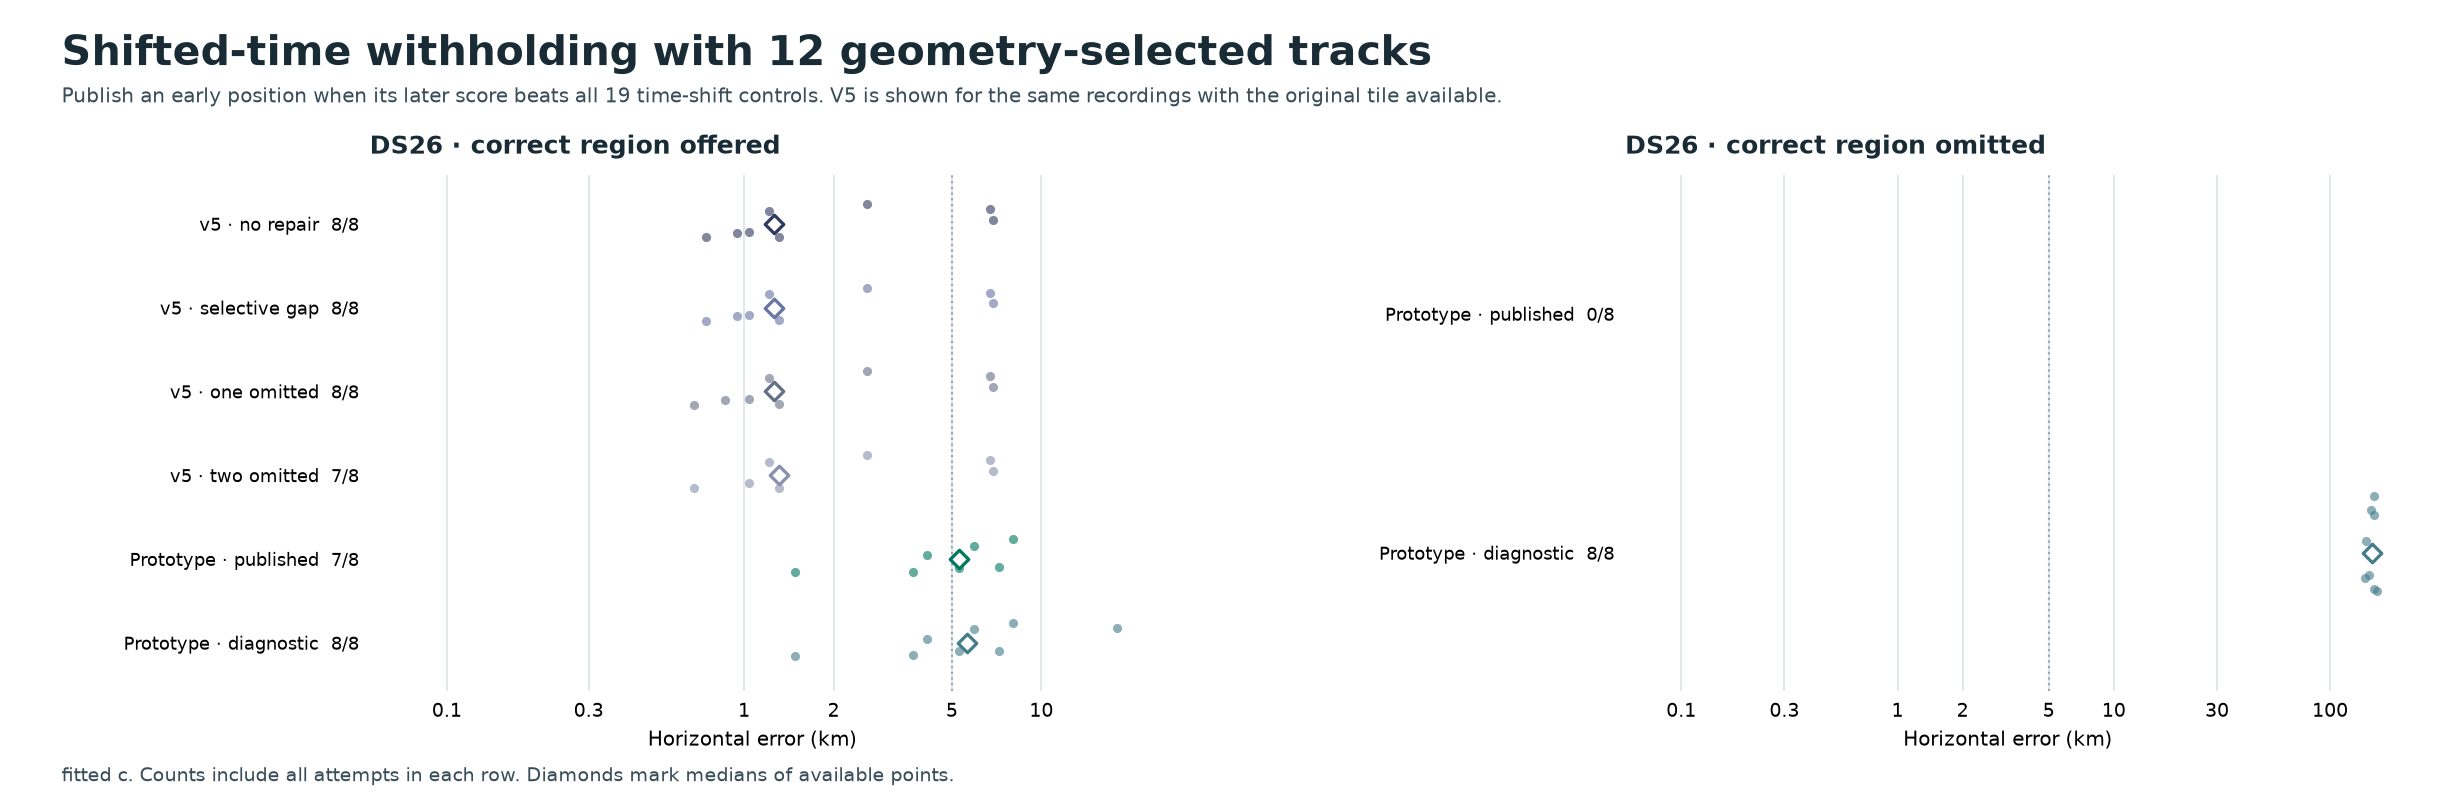 Shifted-time withholding with 12 geometry-selected tracks
Publish an early position when its later score beats all 19 time-shift controls. V5 is shown for the same recordings with the original tile available.
DS26 · correct region offered
v5 · no repair 8/8
v5 · selective gap 8/8
v5 · one omitted 8/8
v5 · two omitted 7/8
Prototype · published 7/8
Prototype · diagnostic 8/8
0.1 0.3 1 2 5 10
Horizontal error (km)
DS26 · correct region omitted
Prototype · published 0/8
Prototype · diagnostic 8/8
0.1 0.3 1 2 5 10 30 100
Horizontal error (km)
fitted c. Counts include all attempts in each row. Diamonds mark medians of available points.